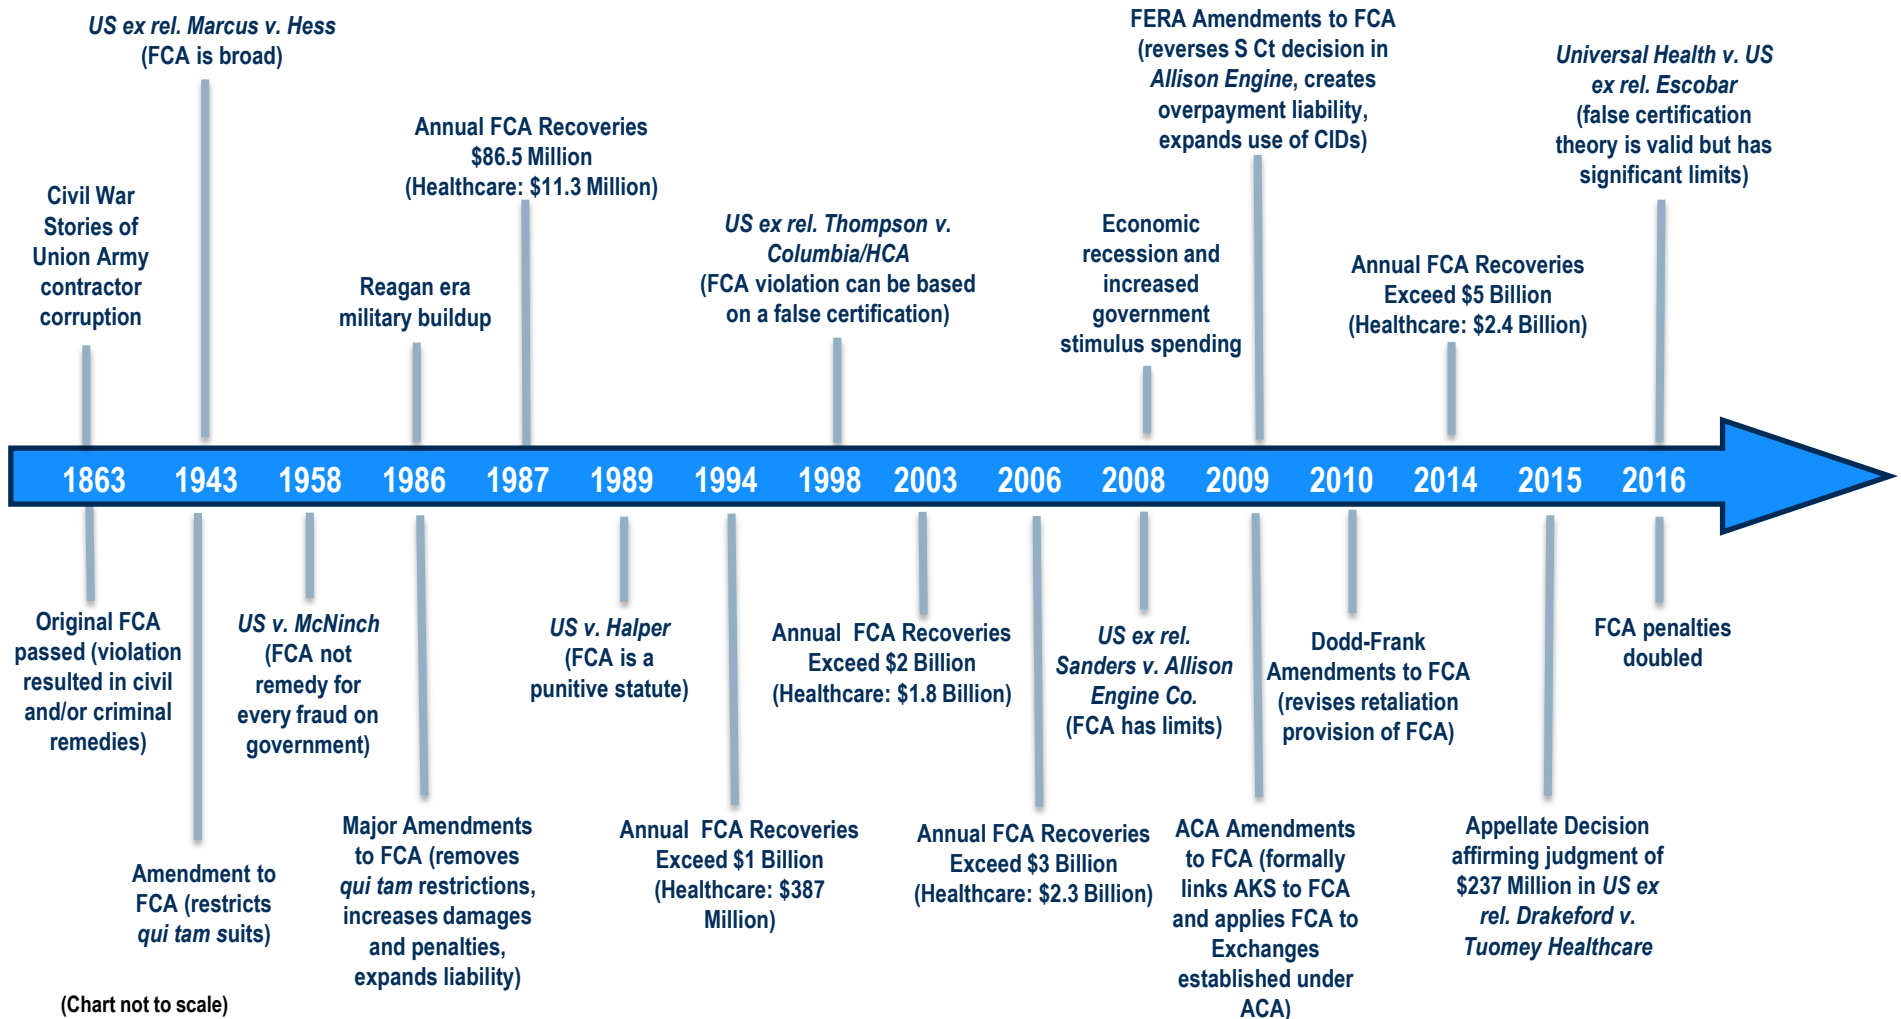 US ex rel. Marcus v. Hess
(FCA is broad)
FERA Amendments to FCA
(reverses S Ct decision in
Allison Engine, creates
overpayment liability,
expands use of CIDs)
Universal Health v. US
ex rel. Escobar
(false certification
theory is valid but has
significant limits)
Annual FCA Recoveries
$86.5 Million
(Healthcare: $11.3 Million)
Civil War
Stories of
Union Army
contractor
corruption
Reagan era
military buildup
US ex rel. Thompson v.
Columbia/HCA
(FCA violation can be based
on a false certification)
Economic
recession and
increased
government
stimulus spending
Annual FCA Recoveries
Exceed $5 Billion
(Healthcare: $2.4 Billion)
1863 1943 1958 1986 1987 1989 1994 1998 2003 2006 2008 2009 2010 2014 2015 2016
Original FCA
passed (violation
resulted in civil
and/or criminal
remedies)
US v. McNinch
(FCA not
remedy for
every fraud on
government)
US v. Halper
(FCA is a
punitive statute)
Annual FCA Recoveries
Exceed $2 Billion
(Healthcare: $1.8 Billion)
US ex rel.
Sanders v. Allison
Engine Co.
(FCA has limits)
Dodd-Frank
Amendments to FCA
(revises retaliation
provision of FCA)
FCA penalties
doubled
Amendment to
FCA (restricts
qui tam suits)
Major Amendments
to FCA (removes
qui tam restrictions,
increases damages
and penalties,
expands liability)
Annual FCA Recoveries
Exceed $1 Billion
(Healthcare: $387
Million)
Annual FCA Recoveries
Exceed $3 Billion
(Healthcare: $2.3 Billion)
ACA Amendments
to FCA (formally
links AKS to FCA
and applies FCA to
Exchanges
established under
ACA)
Appellate Decision
affirming judgment of
$237 Million in US ex
rel. Drakeford v.
Tuomey Healthcare
(Chart not to scale)